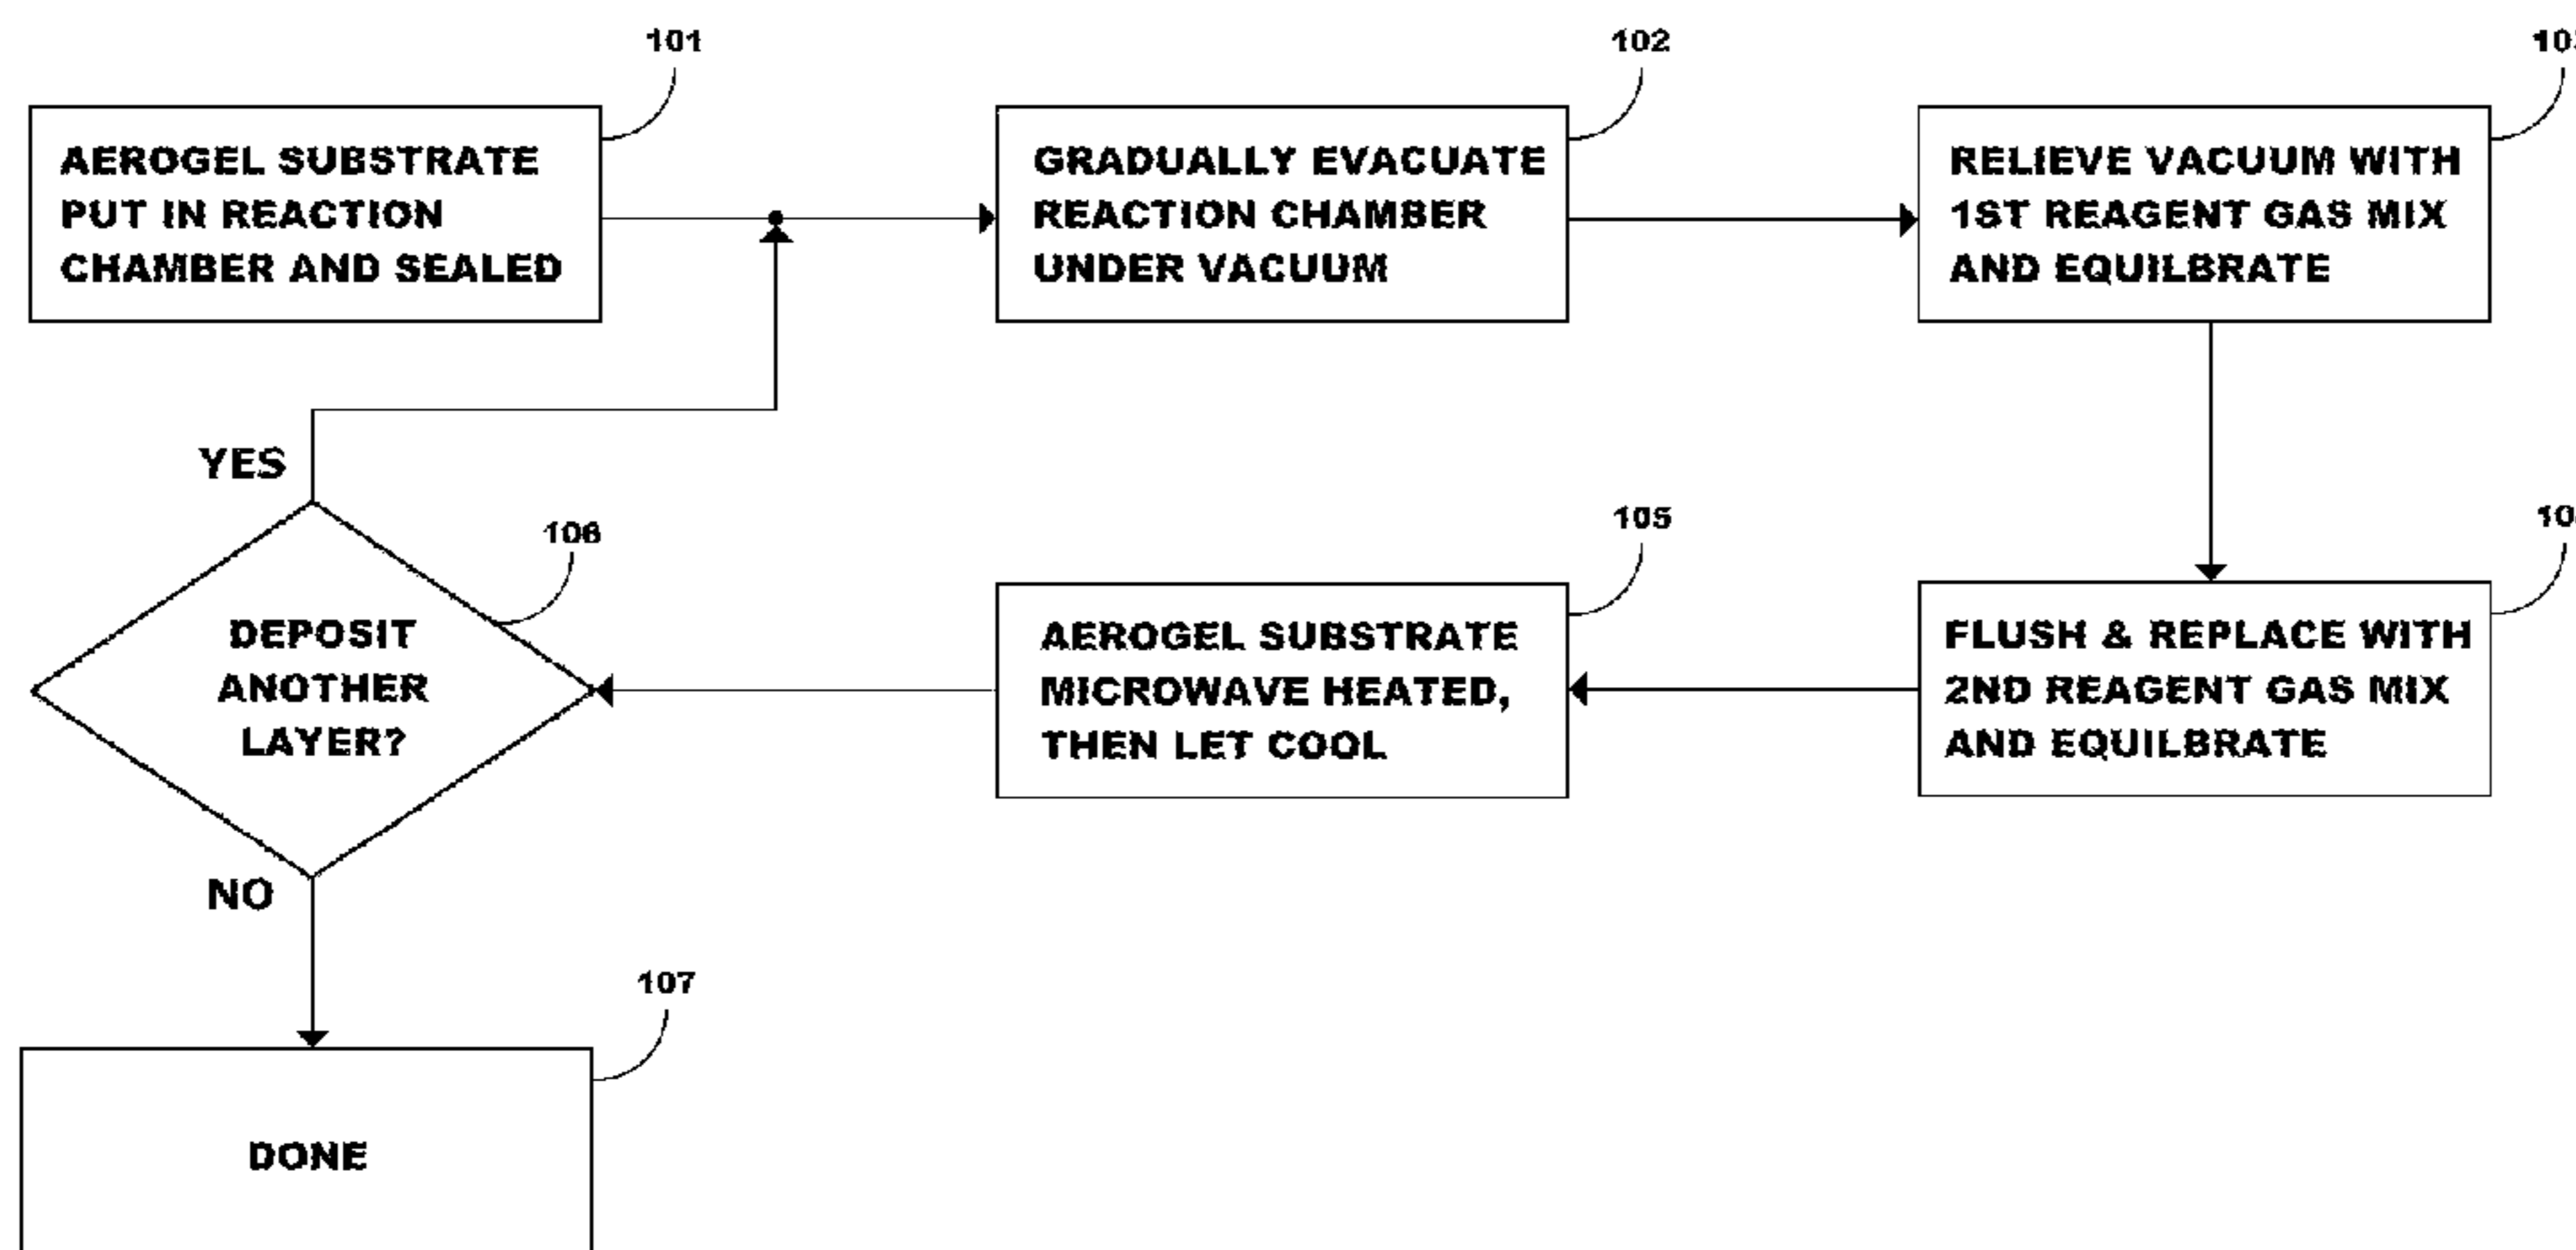 101
AEROGEL SUBSTRATE
PUT IN REACTION
CHAMBER AND SEALED
102
GRADUALLY EVACUATE
REACTION CHAMBER
UNDER VACUUM
RELIEVE VACUUM WITH
1ST REAGENT GAS MIX
AND EQUILBRATE
FLUSH & REPLACE WITH
2ND REAGENT GAS MIX
AND EQUILBRATE
105
AEROGEL SUBSTRATE
MICROWAVE HEATED,
THEN LET COOL
106
DEPOSIT
ANOTHER
LAYER?
YES
NO
107
DONE